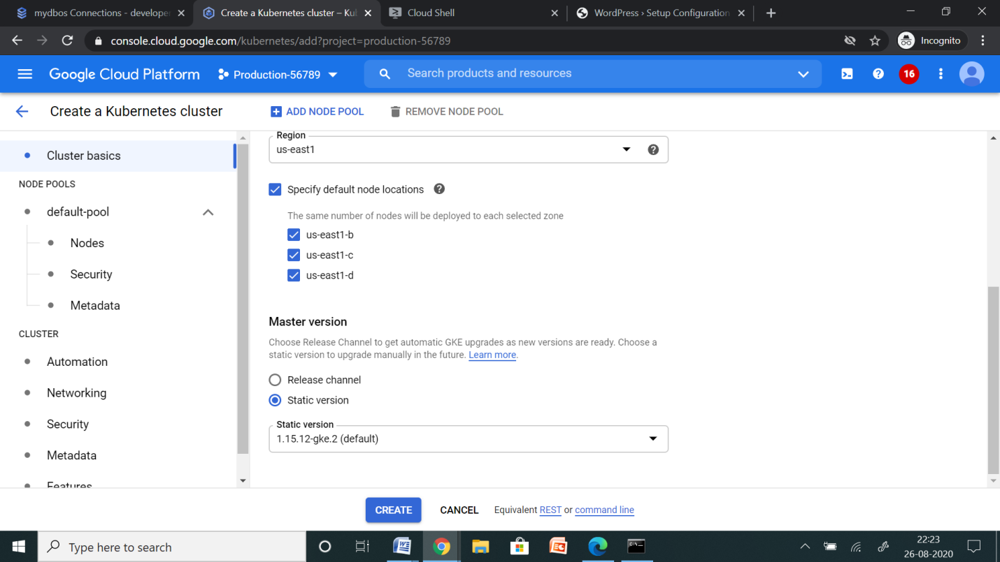 mydbos Connections - develope
Create a Kubernetes cluster – Ku
Cloud Shell
WordPress › Setup Configuration
console.cloud.google.com/kubernetes/add?project=production-56789
Incognito
Google Cloud Platform
Production-56789
Search products and resources
16
Create a Kubernetes cluster
ADD NODE POOL
REMOVE NODE POOL
Cluster basics
NODE POOLS
default-pool
Nodes
Security
Metadata
CLUSTER
Automation
Networking
Security
Metadata
Features
Region
us-east1
Specify default node locations
The same number of nodes will be deployed to each selected zone
us-east1-b
us-east1-c
us-east1-d
Master version
Choose Release Channel to get automatic GKE upgrades as new versions are ready. Choose a
static version to upgrade manually in the future. Learn more.
Release channel
Static version
Static version
1.15.12-gke.2 (default)
CREATE
CANCEL
Equivalent REST or command line
Type here to search
22:23
26-08-2020